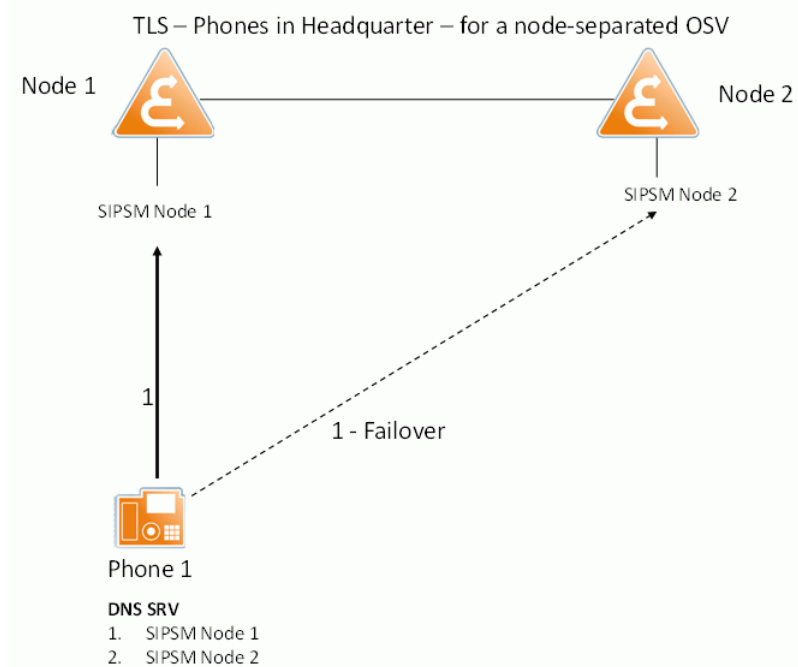 TLS – Phones in Headquarter – for a node-separated OSV
Node 1
Node 2
SIPSM Node 1
SIPSM Node 2
1
1 - Failover
Phone 1
DNS SRV
1. SIPSM Node 1
2. SIPSM Node 2